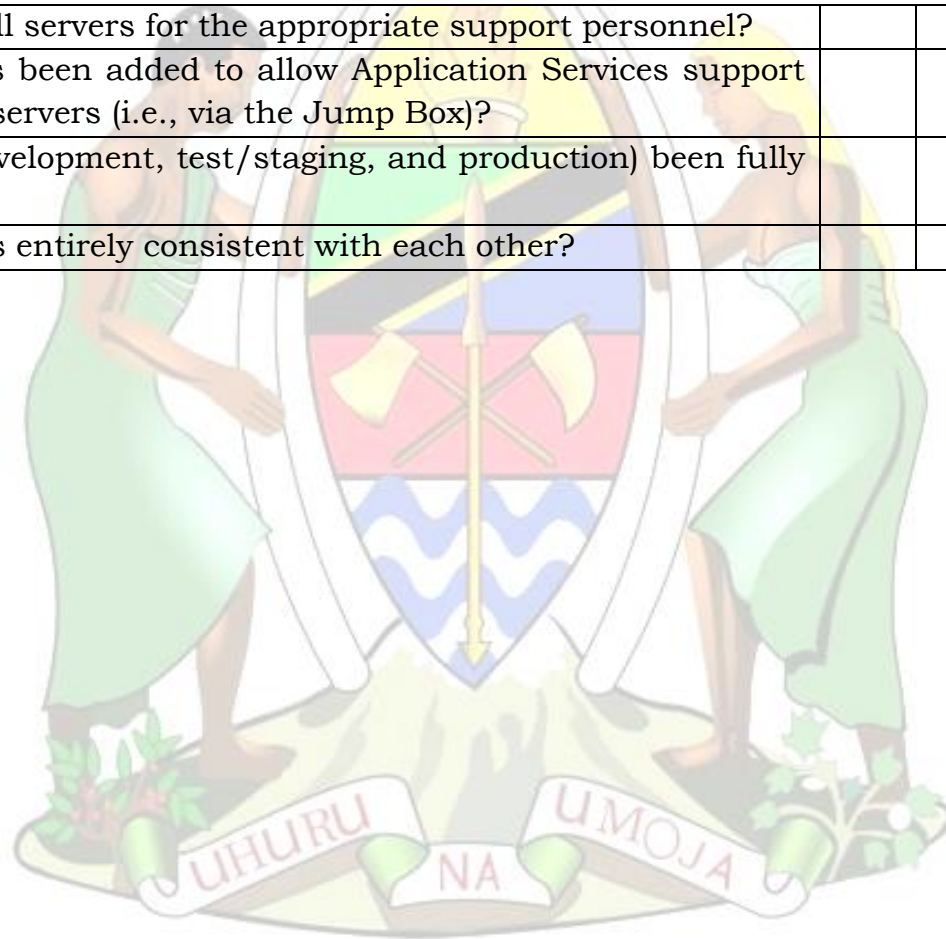 ll servers for the appropriate support personnel?
s been added to allow Application Services support
servers (i.e., via the Jump Box)?
velopment, test/staging, and production) been fully
s entirely consistent with each other?
UHURU NA UMOJA